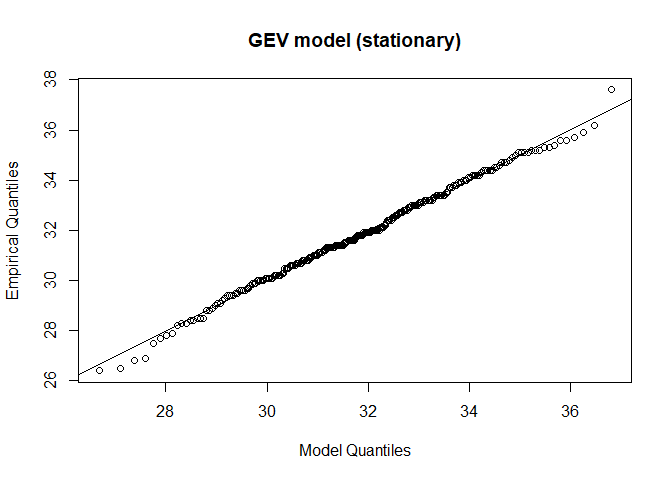 GEV model (stationary)
Empirical Quantiles
38
36
34
32
30
28
26
28 30 32 34 36
Model Quantiles